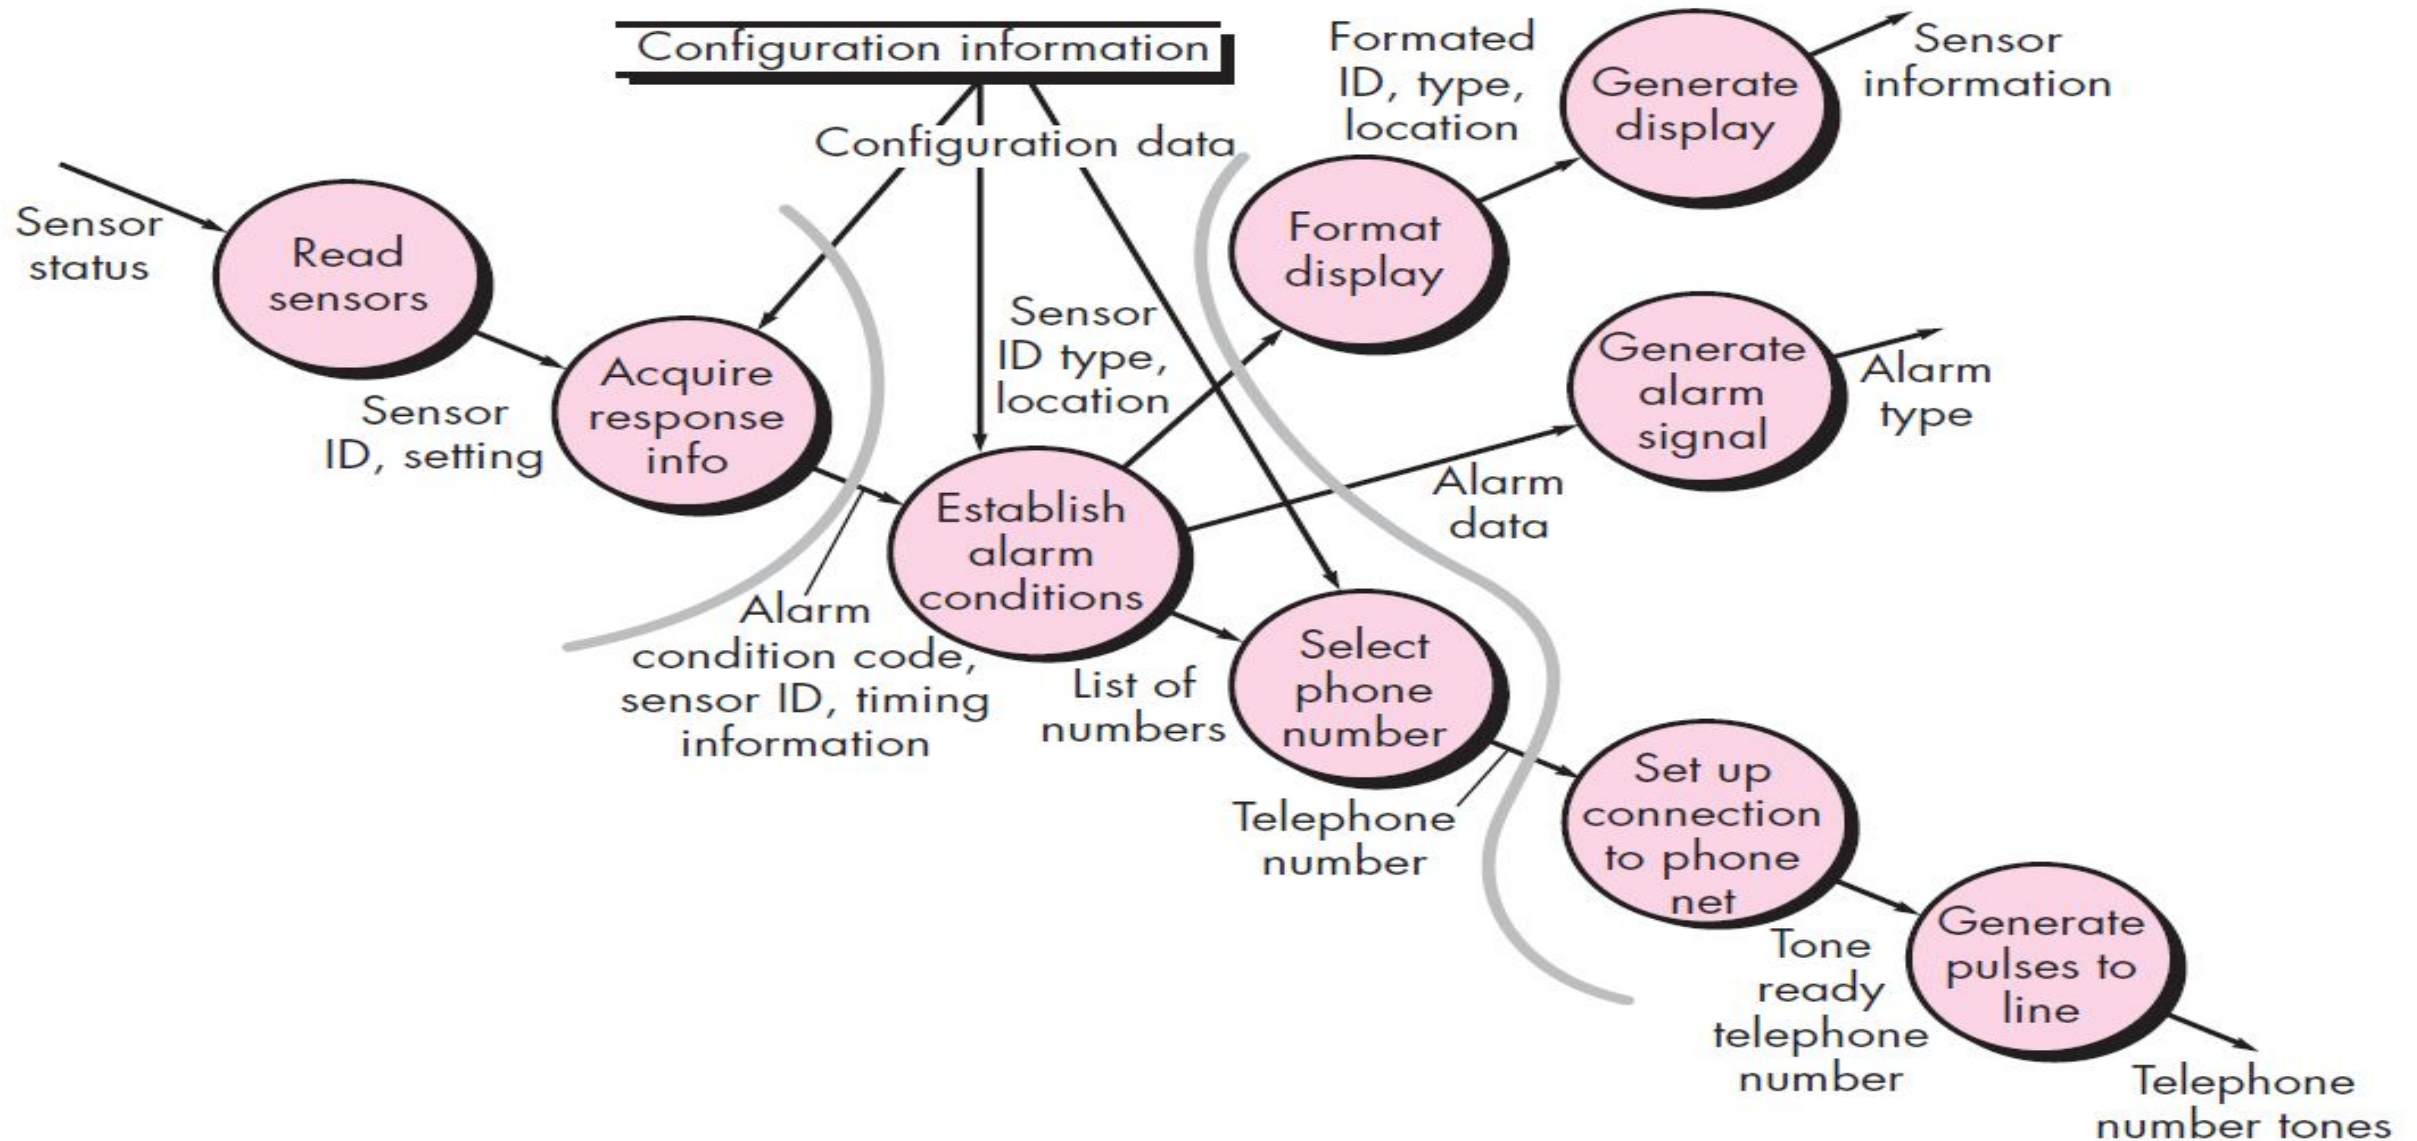 Configuration information
Configuration data
Formated
ID, type,
location
Generate
display
Sensor
information
Sensor
status
Read
sensors
Format
display
Sensor
ID, setting
Acquire
response
info
Sensor
ID type,
location
Generate
alarm
signal
Alarm
type
Alarm
data
Establish
alarm
conditions
Alarm
condition code,
sensor ID, timing
information
List of
numbers
Select
phone
number
Telephone
number
Set up
connection
to phone
net
Tone
ready
telephone
number
Generate
pulses to
line
Telephone
number tones